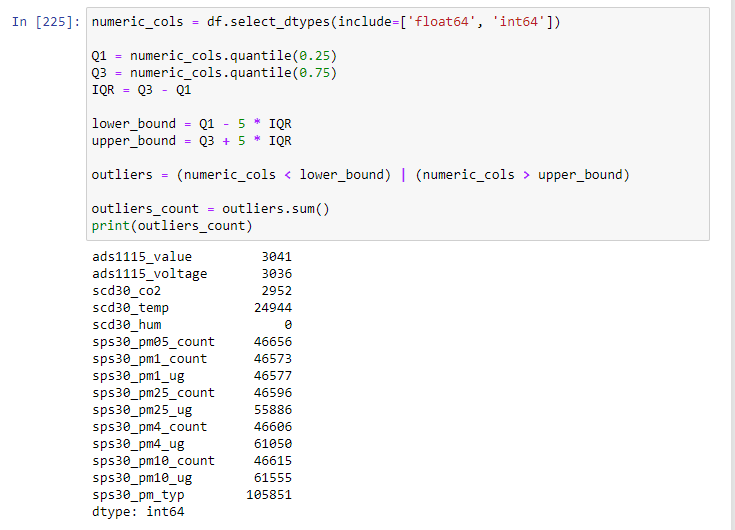 In [225]: numeric_cols = df.select_dtypes(include=['float64', 'int64'])
Q1 = numeric_cols.quantile(0.25)
Q3 = numeric_cols.quantile(0.75)
IQR = Q3 - Q1
lower_bound = Q1 - 5 * IQR
upper_bound = Q3 + 5 * IQR
outliers = (numeric_cols < lower_bound) | (numeric_cols > upper_bound)
outliers_count = outliers.sum()
print(outliers_count)
ads1115_value 3041
ads1115_voltage 3036
scd30_co2 2952
scd30_temp 24944
scd30_hum 0
sps30_pm05_count 46656
sps30_pm1_count 46573
sps30_pm1_ug 46577
sps30_pm25_count 46596
sps30_pm25_ug 55886
sps30_pm4_count 46606
sps30_pm4_ug 61050
sps30_pm10_count 46615
sps30_pm10_ug 61555
sps30_pm_typ 105851
dtype: int64